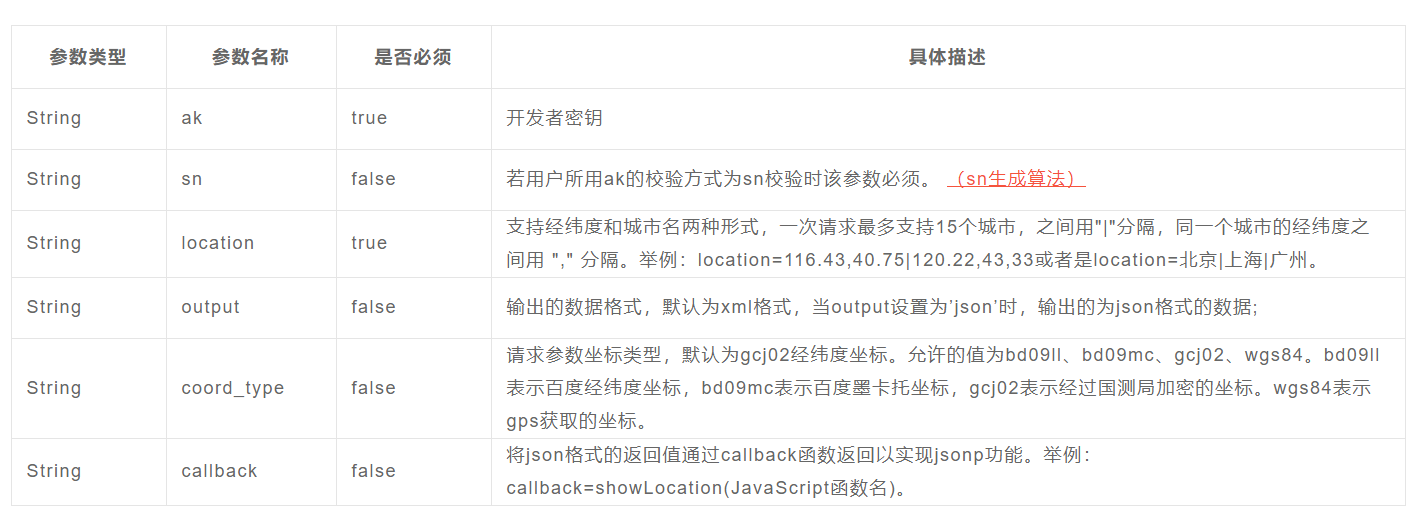 参数类型 参数名称 是否必须 具体描述
String ak true 开发者密钥
String sn false 若用户所用ak的校验方式为sn校验时该参数必须。 （sn生成算法）
String location true 支持经纬度和城市名两种形式，一次请求最多支持15个城市，之间用"|"分隔，同一个城市的经纬度之
间用 "," 分隔。举例：location=116.43,40.75|120.22,43,33或者是location=北京|上海|广州。
String output false 输出的数据格式，默认为xml格式，当output设置为’json’时，输出的为json格式的数据;
String coord_type false 请求参数坐标类型，默认为gcj02经纬度坐标。允许的值为bd09ll、bd09mc、gcj02、wgs84。bd09ll
表示百度经纬度坐标，bd09mc表示百度墨卡托坐标，gcj02表示经过国测局加密的坐标。wgs84表示
gps获取的坐标。
String callback false 将json格式的返回值通过callback函数返回以实现jsonp功能。举例：
callback=showLocation(JavaScript函数名)。